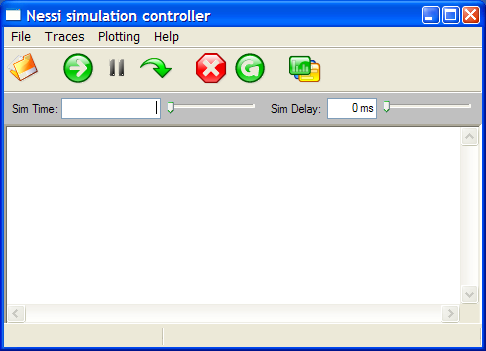 Nessi simulation controller
File Traces Plotting Help
G
Sim Time: Sim Delay: 0 ms